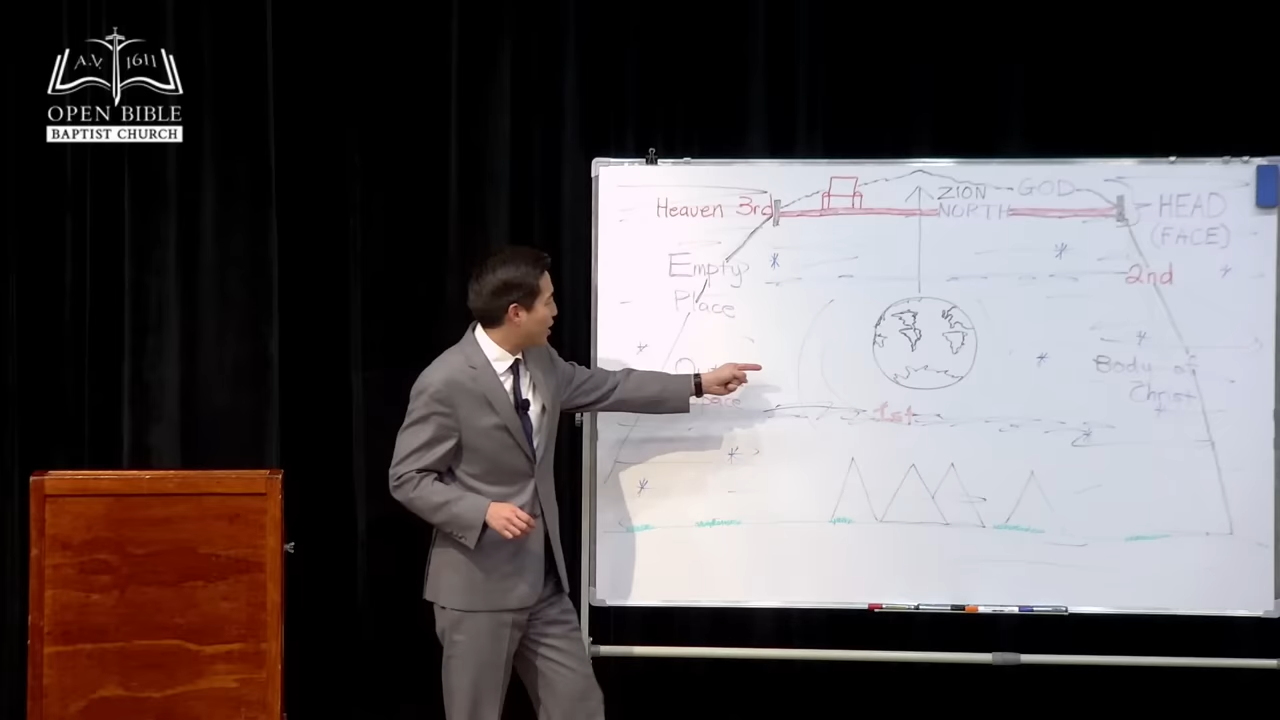 A.V. 1611
OPEN BIBLE
BAPTIST CHURCH
Heaven 3rd
ZION
GOD
NORTH
HEAD
(FACE)
Empty
Place
2nd
Body of
Christ
1st